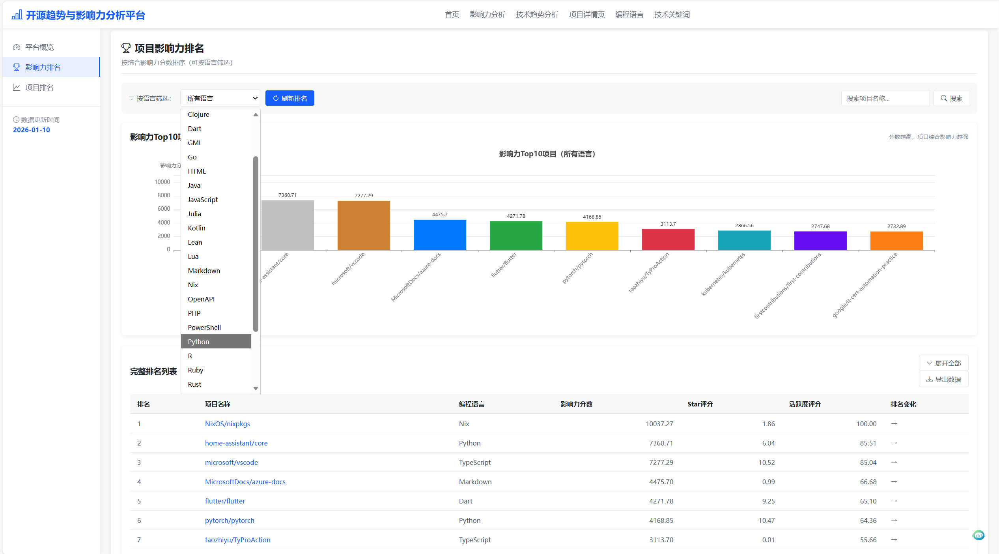 开源趋势与影响力分析平台
首页 影响力分析 技术趋势分析 项目详情页 编程语言 技术关键词
平台概览
影响力排名
项目排名
数据更新时间
2026-01-10
项目影响力排名
按综合影响力分数排序（可按语言筛选）
按语言筛选：
所有语言
刷新排名
搜索项目名称...
搜索
Clojure
Dart
GML
Go
HTML
Java
JavaScript
Julia
Kotlin
Lean
Lua
Markdown
Nix
OpenAPI
PHP
PowerShell
Python
R
Ruby
Rust
影响力Top10项
分数越高，项目综合影响力越强
影响力Top10项目（所有语言）
影响力分
10000
8000
6000
4000
2000
0
7360.71
7277.29
4475.7
4271.78
4168.85
3113.7
2866.56
2747.68
2732.89
e-assistant/core
microsoft/vscode
MicrosoftDocs/azure-docs
flutter/flutter
pytorch/pytorch
taozhiyu/TyProAction
kubernetes/kubernetes
firstcontributions/first-contributions
google/it-cert-automation-practice
完整排名列表
展开全部
导出数据
排名 项目名称 编程语言 影响力分数 Star评分 活跃度评分 排名变化
1 NixOS/nixpkgs Nix 10037.27 1.86 100.00 →
2 home-assistant/core Python 7360.71 6.04 85.51 →
3 microsoft/vscode TypeScript 7277.29 10.52 85.04 →
4 MicrosoftDocs/azure-docs Markdown 4475.70 0.99 66.68 →
5 flutter/flutter Dart 4271.78 9.25 65.10 →
6 pytorch/pytorch Python 4168.85 10.47 64.36 →
7 taozhiyu/TyProAction TypeScript 3113.70 0.01 55.66 →